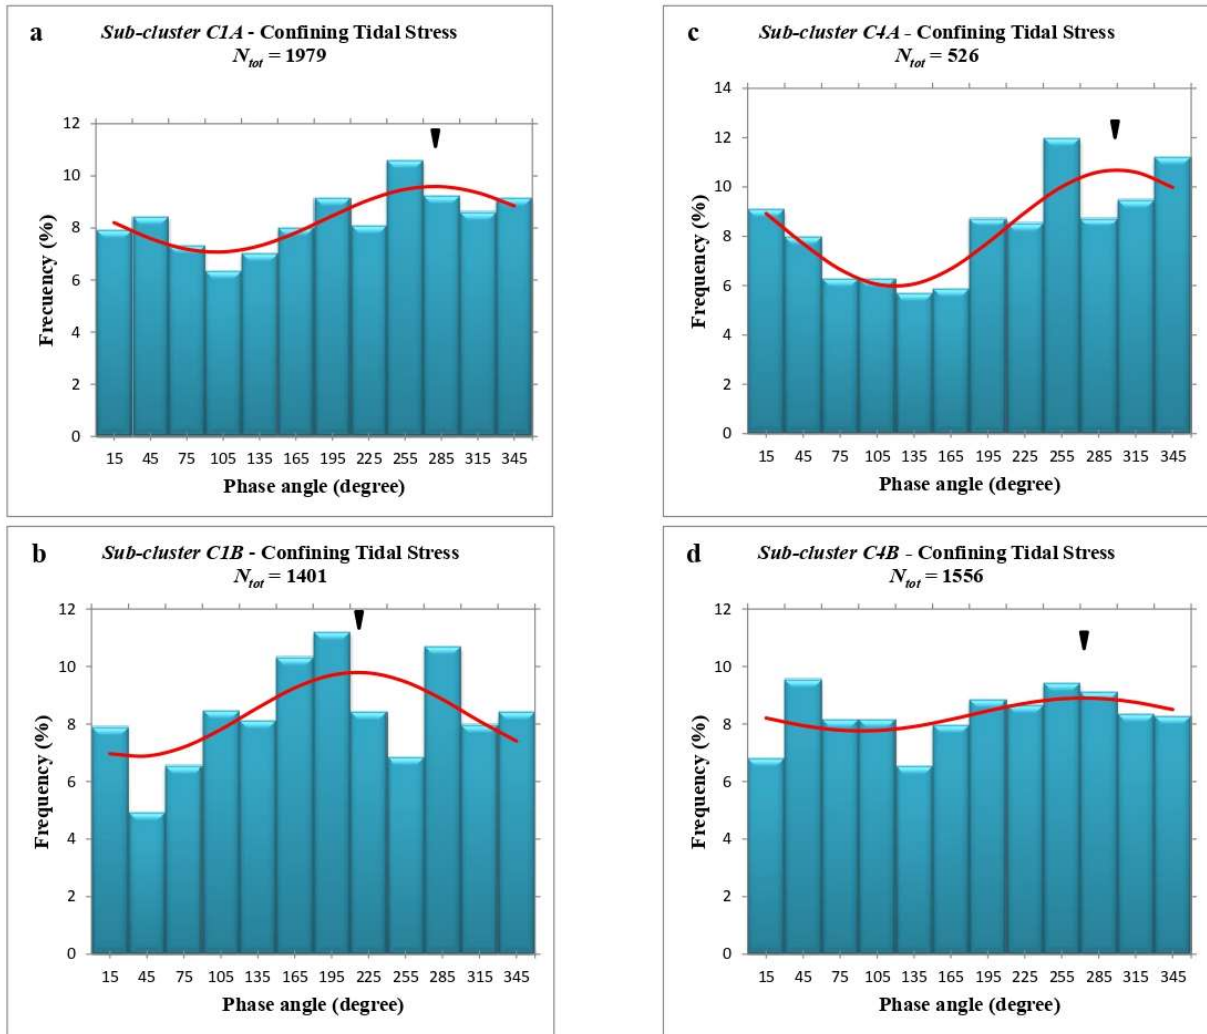 a
Sub-cluster C1A - Confining Tidal Stress
Ntot = 1979
12
10
8
6
4
2
0
Frecuency (%)
15 45 75 105 135 165 195 225 255 285 315 345
Phase angle (degree)
c
Sub-cluster C4A - Confining Tidal Stress
Ntot = 526
14
12
10
8
6
4
2
0
Frequency (%)
15 45 75 105 135 165 195 225 255 285 315 345
Phase angle (degree)
b
Sub-cluster C1B - Confining Tidal Stress
Ntot = 1401
12
10
8
6
4
2
0
Frequency (%)
15 45 75 105 135 165 195 225 255 285 315 345
Phase angle (degree)
d
Sub-cluster C4B - Confining Tidal Stress
Ntot = 1556
12
10
8
6
4
2
0
Frequency (%)
15 45 75 105 135 165 195 225 255 285 315 345
Phase angle (degree)